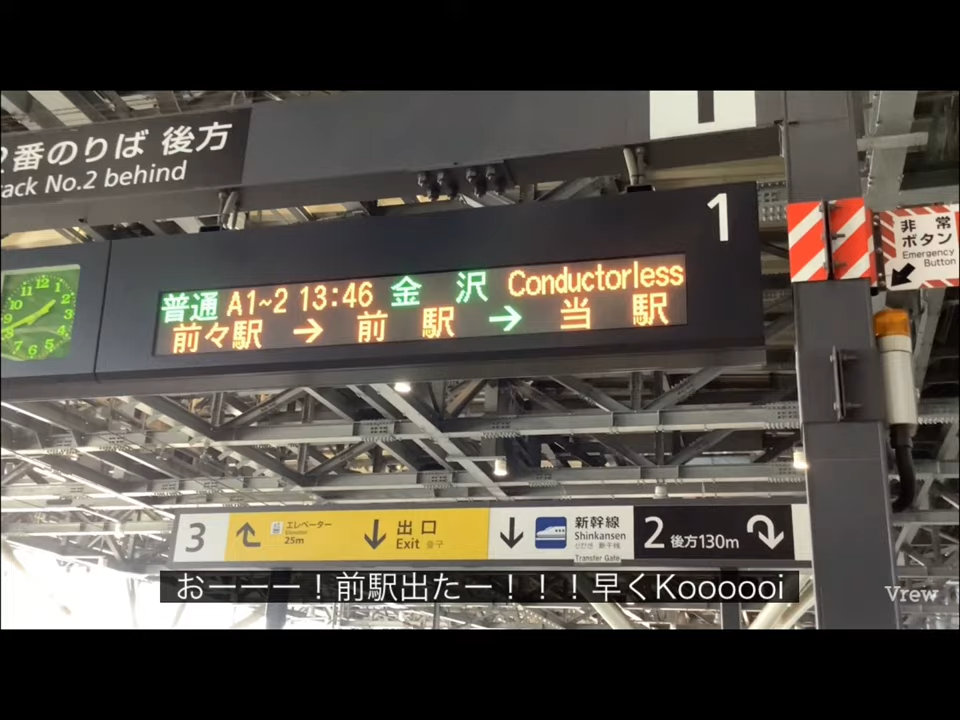 番のりば 後方
No.2 behind
1
1
非常
ボタン
Emergency
Button
普通 A1~2 13:46 金沢 Conductorless
前々駅 → 前駅 → 当駅
3
エレベーター
25m
出口
Exit
新幹線
Shinkansen
Transfer Gate
2 後方130m
おーーー！前駅出たー！！！早くKoooooi
Vrew